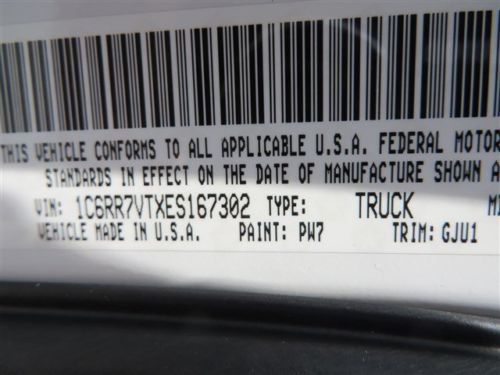 THIS VEHICLE CONFORMS TO ALL APPLICABLE U.S.A. FEDERAL MOTOR
STANDARDS IN EFFECT ON THE DATE OF MANUFACTURE SHOWN A
VIN: 1C6RR7VTXES167302 TYPE: TRUCK
VEHICLE MADE IN U.S.A. PAINT: PW7 TRIM: GJU1